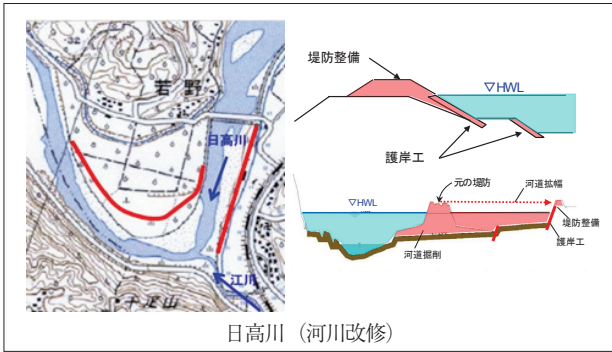 32
若野
日高川
江川
千疋山
堤防整備
▽HWL
護岸工
元の堤防
河道拡幅
▽HWL
堤防整備
護岸工
河道掘削
日高川（河川改修）